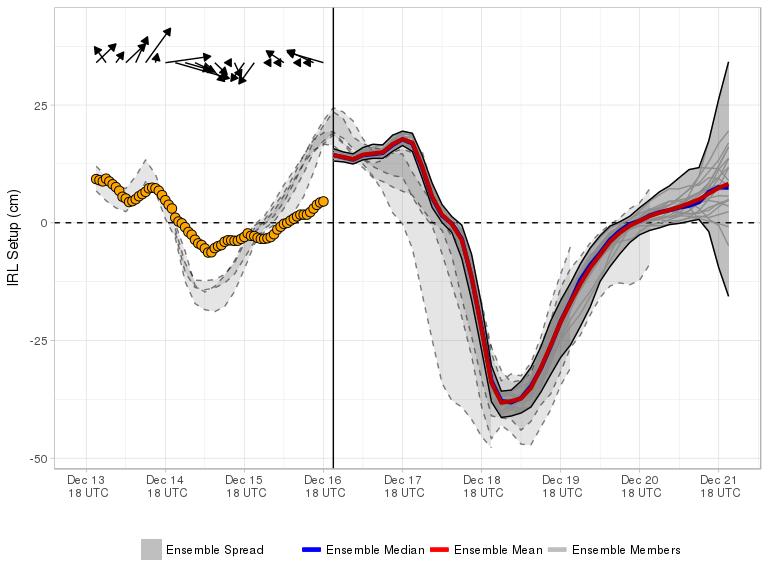 25
0
-25
-50
IRL Setup (cm)
Dec 13 Dec 14 Dec 15 Dec 16 Dec 17 Dec 18 Dec 19 Dec 20 Dec 21
18 UTC 18 UTC 18 UTC 18 UTC 18 UTC 18 UTC 18 UTC 18 UTC 18 UTC
Ensemble Spread Ensemble Median Ensemble Mean Ensemble Members